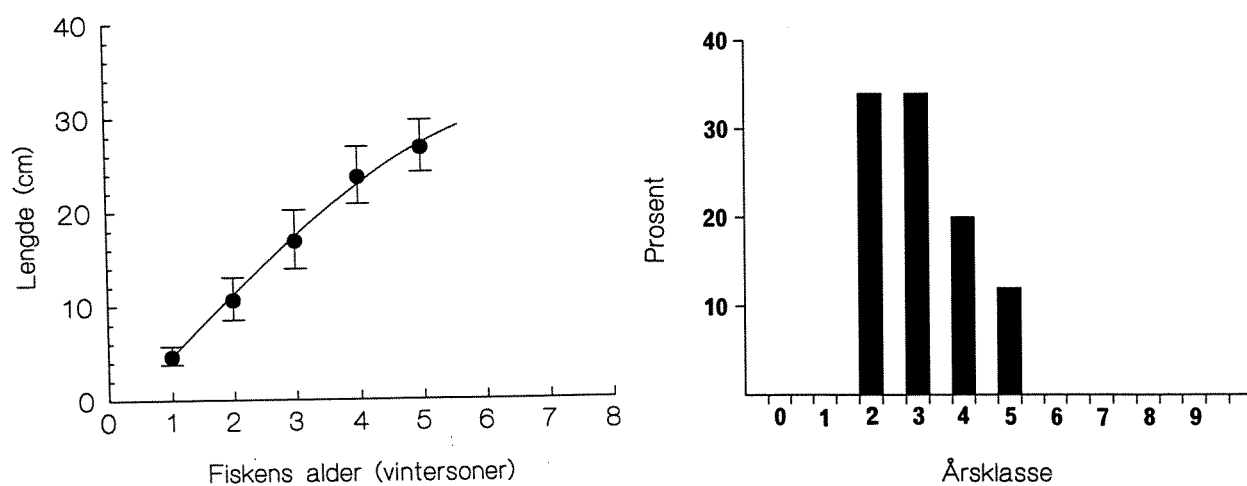 40
30
20
10
0
Lengde (cm)
0 1 2 3 4 5 6 7 8
Fiskens alder (vintersoner)
40
30
20
10
Prosent
0 1 2 3 4 5 6 7 8 9
Årsklasse